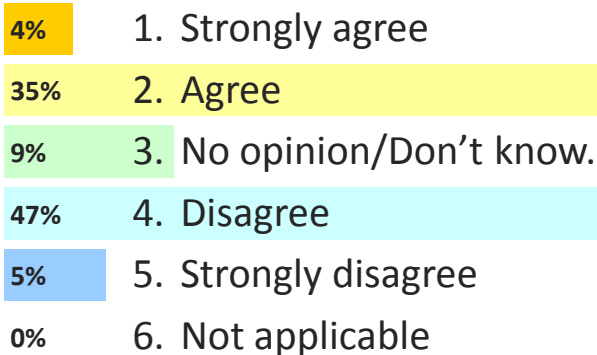 4% 1. Strongly agree
35% 2. Agree
9% 3. No opinion/Don’t know.
47% 4. Disagree
5% 5. Strongly disagree
0% 6. Not applicable